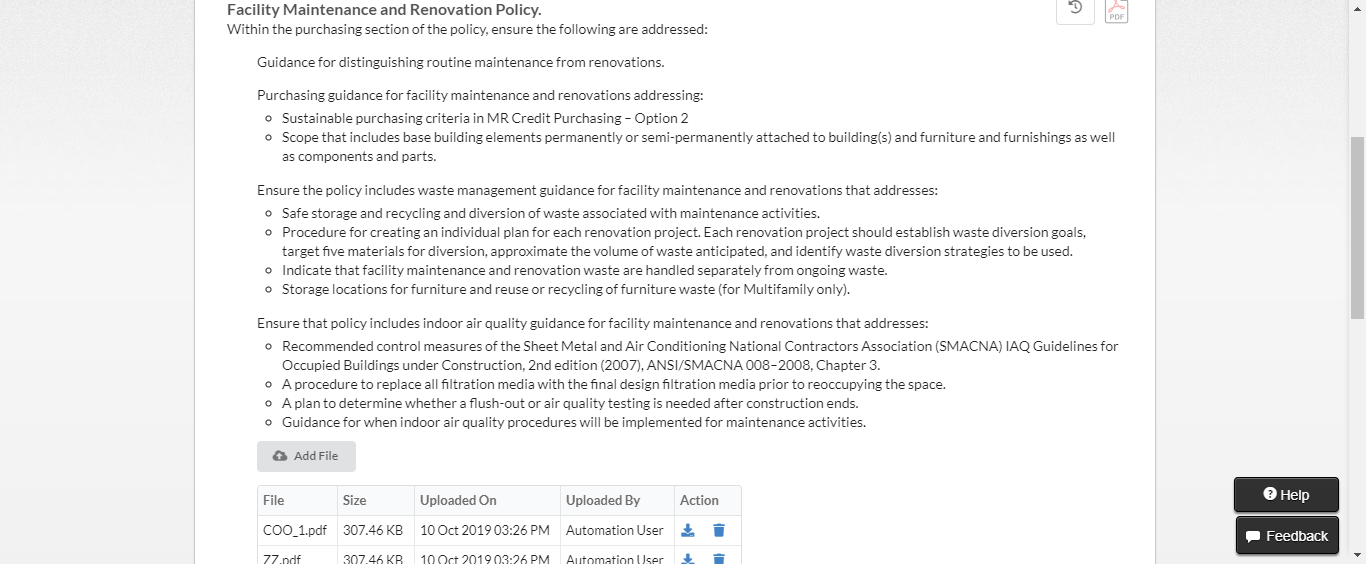 Facility Maintenance and Renovation Policy.
PDF
Within the purchasing section of the policy, ensure the following are addressed:
Guidance for distinguishing routine maintenance from renovations.
Purchasing guidance for facility maintenance and renovations addressing:
Sustainable purchasing criteria in MR Credit Purchasing – Option 2
Scope that includes base building elements permanently or semi-permanently attached to building(s) and furniture and furnishings as well
as components and parts.
Ensure the policy includes waste management guidance for facility maintenance and renovations that addresses:
Safe storage and recycling and diversion of waste associated with maintenance activities.
Procedure for creating an individual plan for each renovation project. Each renovation project should establish waste diversion goals,
target five materials for diversion, approximate the volume of waste anticipated, and identify waste diversion strategies to be used.
Indicate that facility maintenance and renovation waste are handled separately from ongoing waste.
Storage locations for furniture and reuse or recycling of furniture waste (for Multifamily only).
Ensure that policy includes indoor air quality guidance for facility maintenance and renovations that addresses:
Recommended control measures of the Sheet Metal and Air Conditioning National Contractors Association (SMACNA) IAQ Guidelines for
Occupied Buildings under Construction, 2nd edition (2007), ANSI/SMACNA 008–2008, Chapter 3.
A procedure to replace all filtration media with the final design filtration media prior to reoccupying the space.
A plan to determine whether a flush-out or air quality testing is needed after construction ends.
Guidance for when indoor air quality procedures will be implemented for maintenance activities.
Add File
File Size Uploaded On Uploaded By Action
COO_1.pdf 307.46 KB 10 Oct 2019 03:26 PM Automation User
ZZ.pdf 307.46 KB 10 Oct 2019 03:26 PM Automation User
Help
Feedback